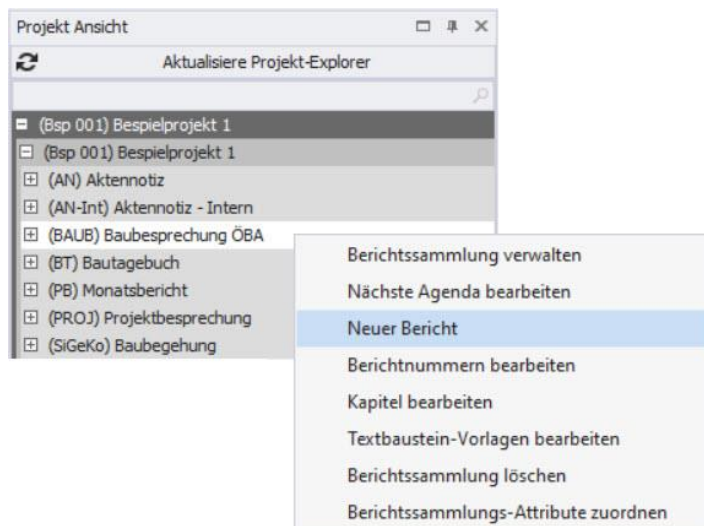 Projekt Ansicht
Aktualisiere Projekt-Explorer
(Bsp 001) Bespielprojekt 1
(Bsp 001) Bespielprojekt 1
(AN) Aktennotiz
(AN-Int) Aktennotiz - Intern
(BAUB) Baubesprechung ÖBA
(BT) Bautagebuch
(PB) Monatsbericht
(PROJ) Projektbesprechung
(SiGeKo) Baubegehung
Berichtssammlung verwalten
Nächste Agenda bearbeiten
Neuer Bericht
Berichtnummern bearbeiten
Kapitel bearbeiten
Textbaustein-Vorlagen bearbeiten
Berichtssammlung löschen
Berichtssammlungs-Attribute zuordnen